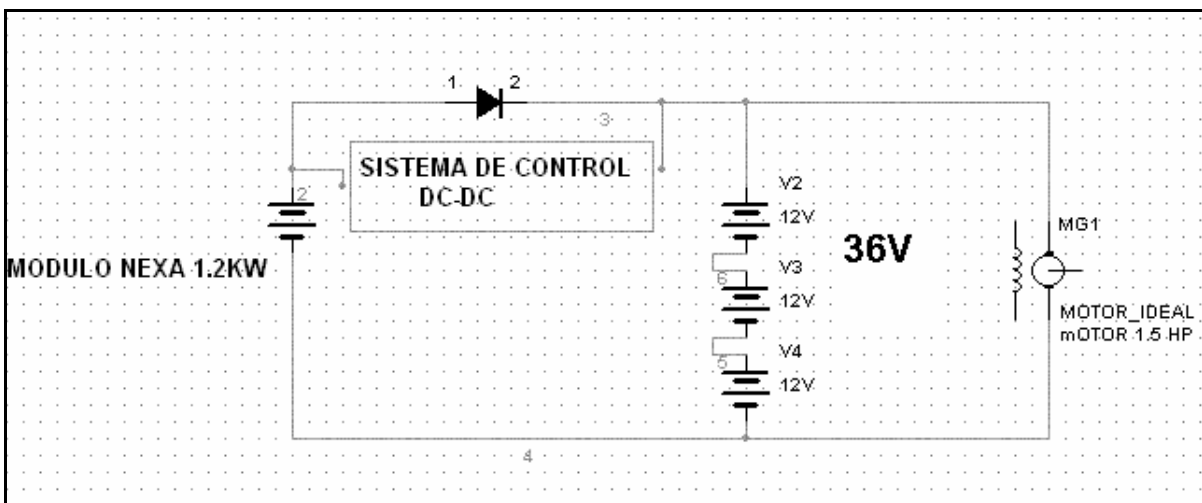 1 2
3
SISTEMA DE CONTROL
DC-DC
2
MODULO NEXA 1.2KW
V2
12V
36V
V3
6
12V
V4
5
12V
MG1
MOTOR_IDEAL
mOTOR 1.5 HP
4